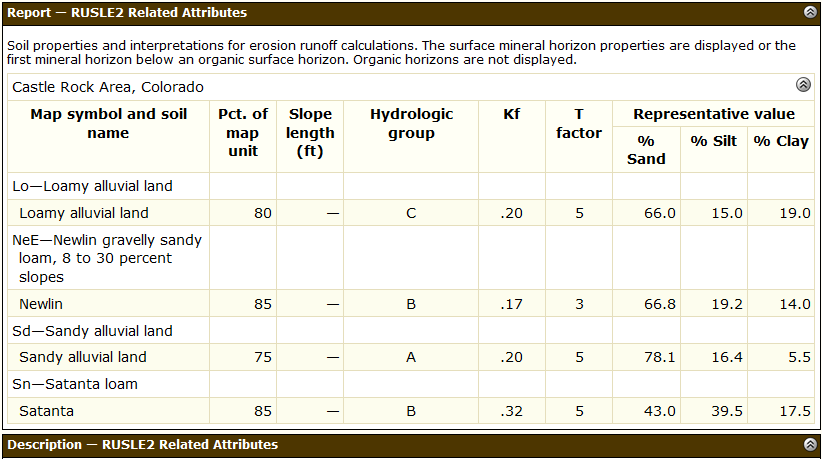 Report — RUSLE2 Related Attributes
Soil properties and interpretations for erosion runoff calculations. The surface mineral horizon properties are displayed or the
first mineral horizon below an organic surface horizon. Organic horizons are not displayed.
Castle Rock Area, Colorado
Map symbol and soil name Pct. of map unit Slope length (ft) Hydrologic group Kf T factor Representative value
% Sand % Silt % Clay
Lo—Loamy alluvial land
Loamy alluvial land 80 — C .20 5 66.0 15.0 19.0
NeE—Newlin gravelly sandy
loam, 8 to 30 percent
slopes
Newlin 85 — B .17 3 66.8 19.2 14.0
Sd—Sandy alluvial land
Sandy alluvial land 75 — A .20 5 78.1 16.4 5.5
Sn—Satanta loam
Satanta 85 — B .32 5 43.0 39.5 17.5
Description — RUSLE2 Related Attributes